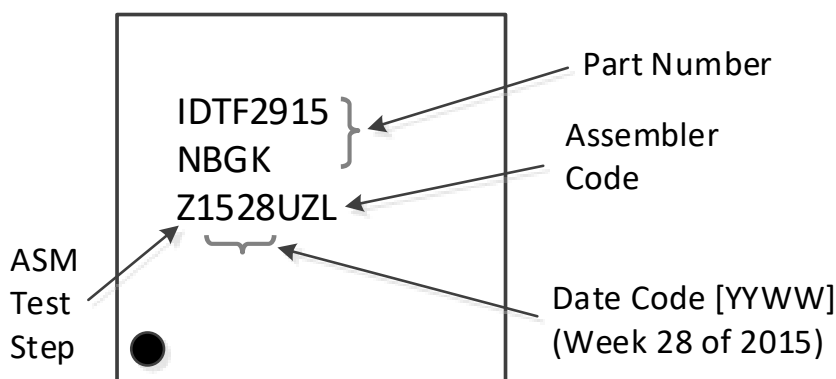 IDTF2915
NBGK
Z1528UZL
Part Number
Assembler
Code
ASM
Test
Step
Date Code [YYWW]
(Week 28 of 2015)